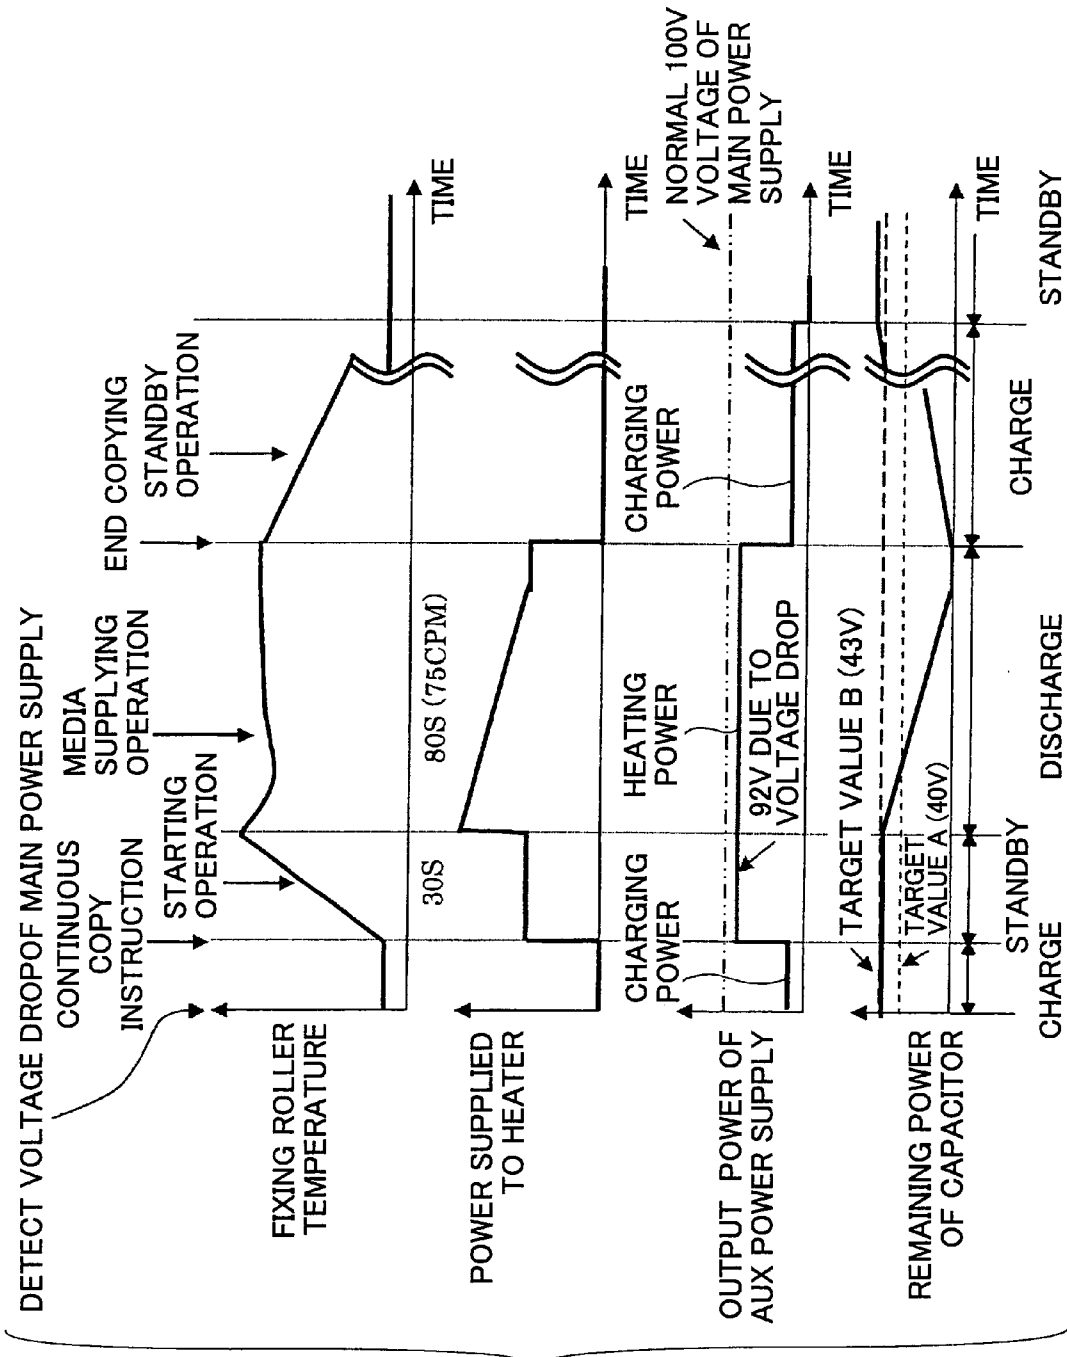 DETECT VOLTAGE DROPOF MAIN POWER SUPPLY
CONTINUOUS
COPY
INSTRUCTION
STARTING
OPERATION
MEDIA
SUPPLYING
OPERATION
END COPYING
STANDBY
OPERATION
FIXING ROLLER
TEMPERATURE
30S
80S (75CPM)
TIME
POWER SUPPLIED
TO HEATER
TIME
CHARGING
POWER
HEATING
POWER
CHARGING
POWER
NORMAL 100V
VOLTAGE OF
MAIN POWER
SUPPLY
OUTPUT POWER OF
AUX POWER SUPPLY
92V DUE TO
VOLTAGE DROP
TIME
TARGET VALUE B (43V)
TARGET
VALUE A (40V)
REMAINING POWER
OF CAPACITOR
TIME
CHARGE
STANDBY
DISCHARGE
CHARGE
STANDBY